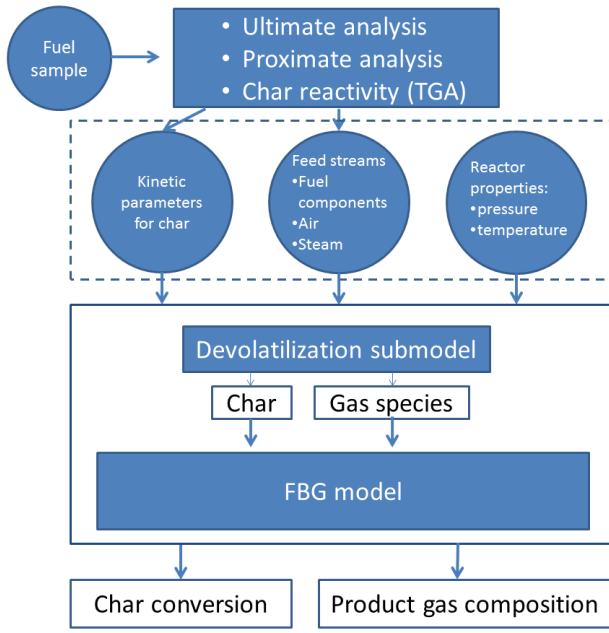 Fuel
sample
• Ultimate analysis
• Proximate analysis
• Char reactivity (TGA)
Kinetic
parameters
for char
Feed streams
•Fuel
components
•Air
•Steam
Reactor
properties:
•pressure
•temperature
Devolatilization submodel
Char
Gas species
FBG model
Char conversion
Product gas composition